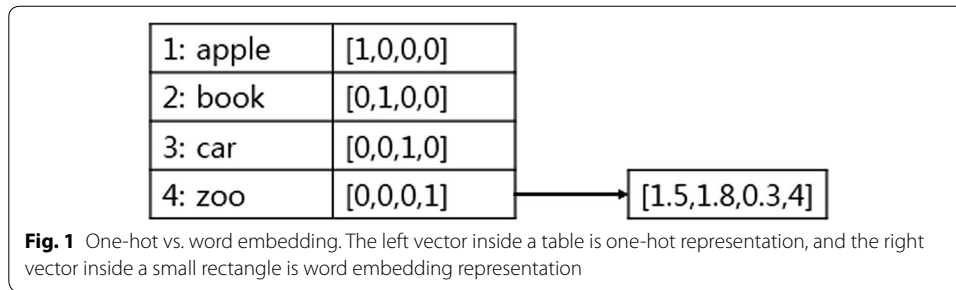 1: apple [1,0,0,0]
2: book [0,1,0,0]
3: car [0,0,1,0]
4: zoo [0,0,0,1] [1.5,1.8,0.3,4]
Fig. 1 One-hot vs. word embedding. The left vector inside a table is one-hot representation, and the right
vector inside a small rectangle is word embedding representation